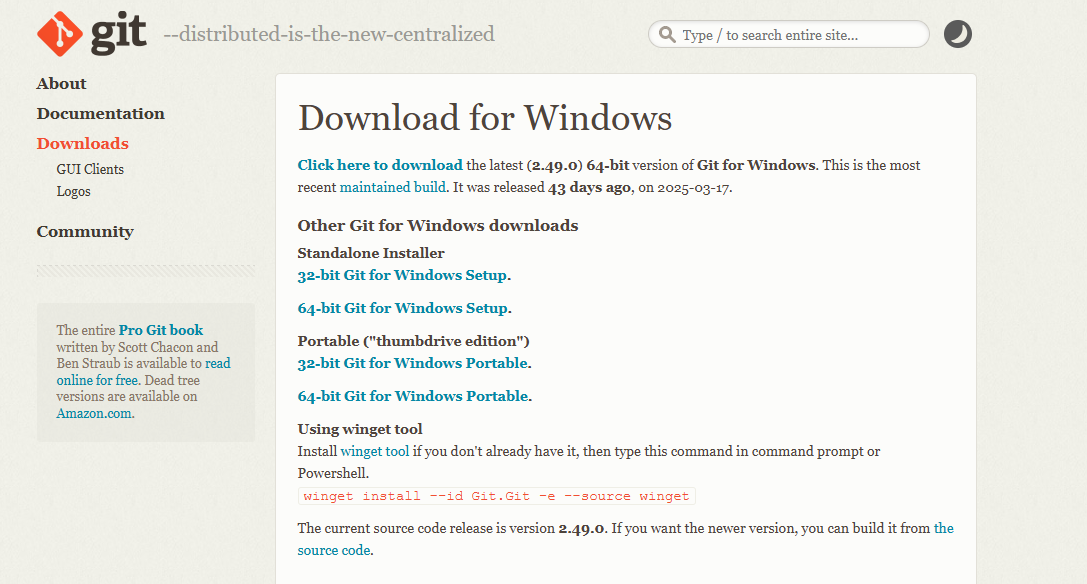 git --distributed-is-the-new-centralized
Type / to search entire site...
About
Documentation
Downloads
GUI Clients
Logos
Community
The entire Pro Git book
written by Scott Chacon and
Ben Straub is available to read
online for free. Dead tree
versions are available on
Amazon.com.
Download for Windows
Click here to download the latest (2.49.0) 64-bit version of Git for Windows. This is the most
recent maintained build. It was released 43 days ago, on 2025-03-17.
Other Git for Windows downloads
Standalone Installer
32-bit Git for Windows Setup.
64-bit Git for Windows Setup.
Portable ("thumbdrive edition")
32-bit Git for Windows Portable.
64-bit Git for Windows Portable.
Using winget tool
Install winget tool if you don't already have it, then type this command in command prompt or
Powershell.
winget install --id Git.Git -e --source winget
The current source code release is version 2.49.0. If you want the newer version, you can build it from the
source code.